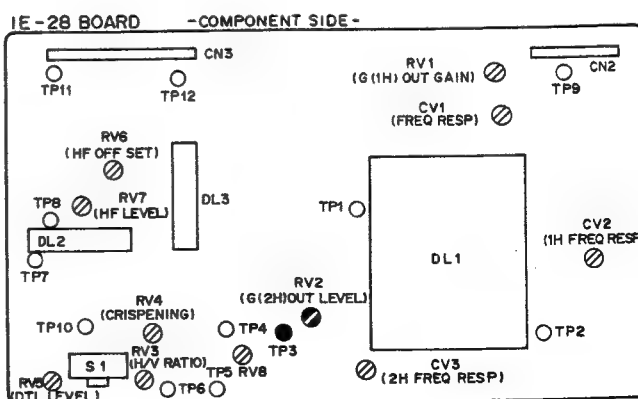 IE-28 BOARD -COMPONENT SIDE-
CN3
TP11
TP12
RV1
(G(1H) OUT GAIN)
CN2
TP9
CV1
(FREQ RESP)
RV6
(HF OFF SET)
DL3
TP8
RV7
(HF LEVEL)
DL2
TP7
TP1
DL1
CV2
(1H FREQ RESP
RV2
(G(2H)OUT LEVEL)
RV4
(CRISPENING)
TP10
TP4
TP3
TP2
S1
RV3
(H/V RATIO)
TP5
RV8
CV3
(2H FREQ RESP)
RV5
(DTL LEVEL)
TP6